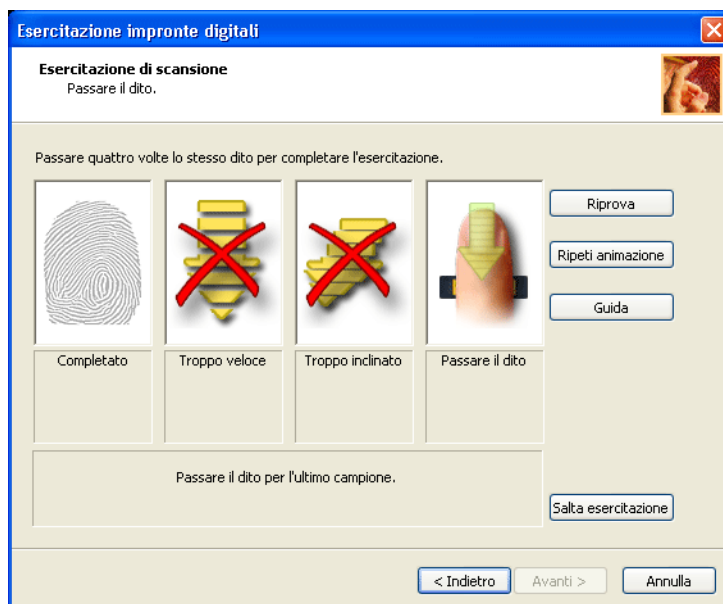 Esercitazione impronte digitali
Esercitazione di scansione
Passare il dito.
Passare quattro volte lo stesso dito per completare l'esercitazione.
Riprova
Ripeti animazione
Guida
Completato
Troppo veloce
Troppo inclinato
Passare il dito
Passare il dito per l'ultimo campione.
Salta esercitazione
< Indietro
Avanti >
Annulla